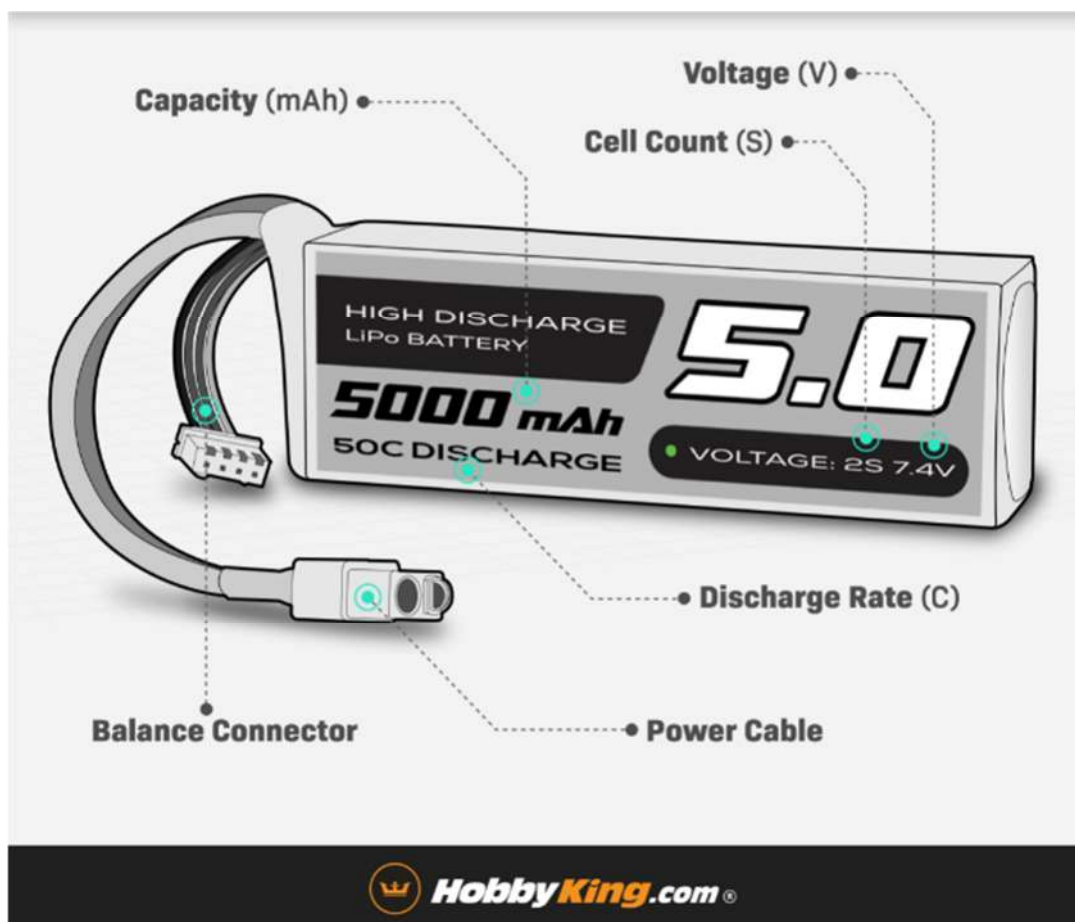 Voltage (V)
Capacity (mAh)
Cell Count (S)
HIGH DISCHARGE
LiPo BATTERY
5.0
5000 mAh
50C DISCHARGE
VOLTAGE: 2S 7.4V
Discharge Rate (C)
Balance Connector
Power Cable
HobbyKing.com®